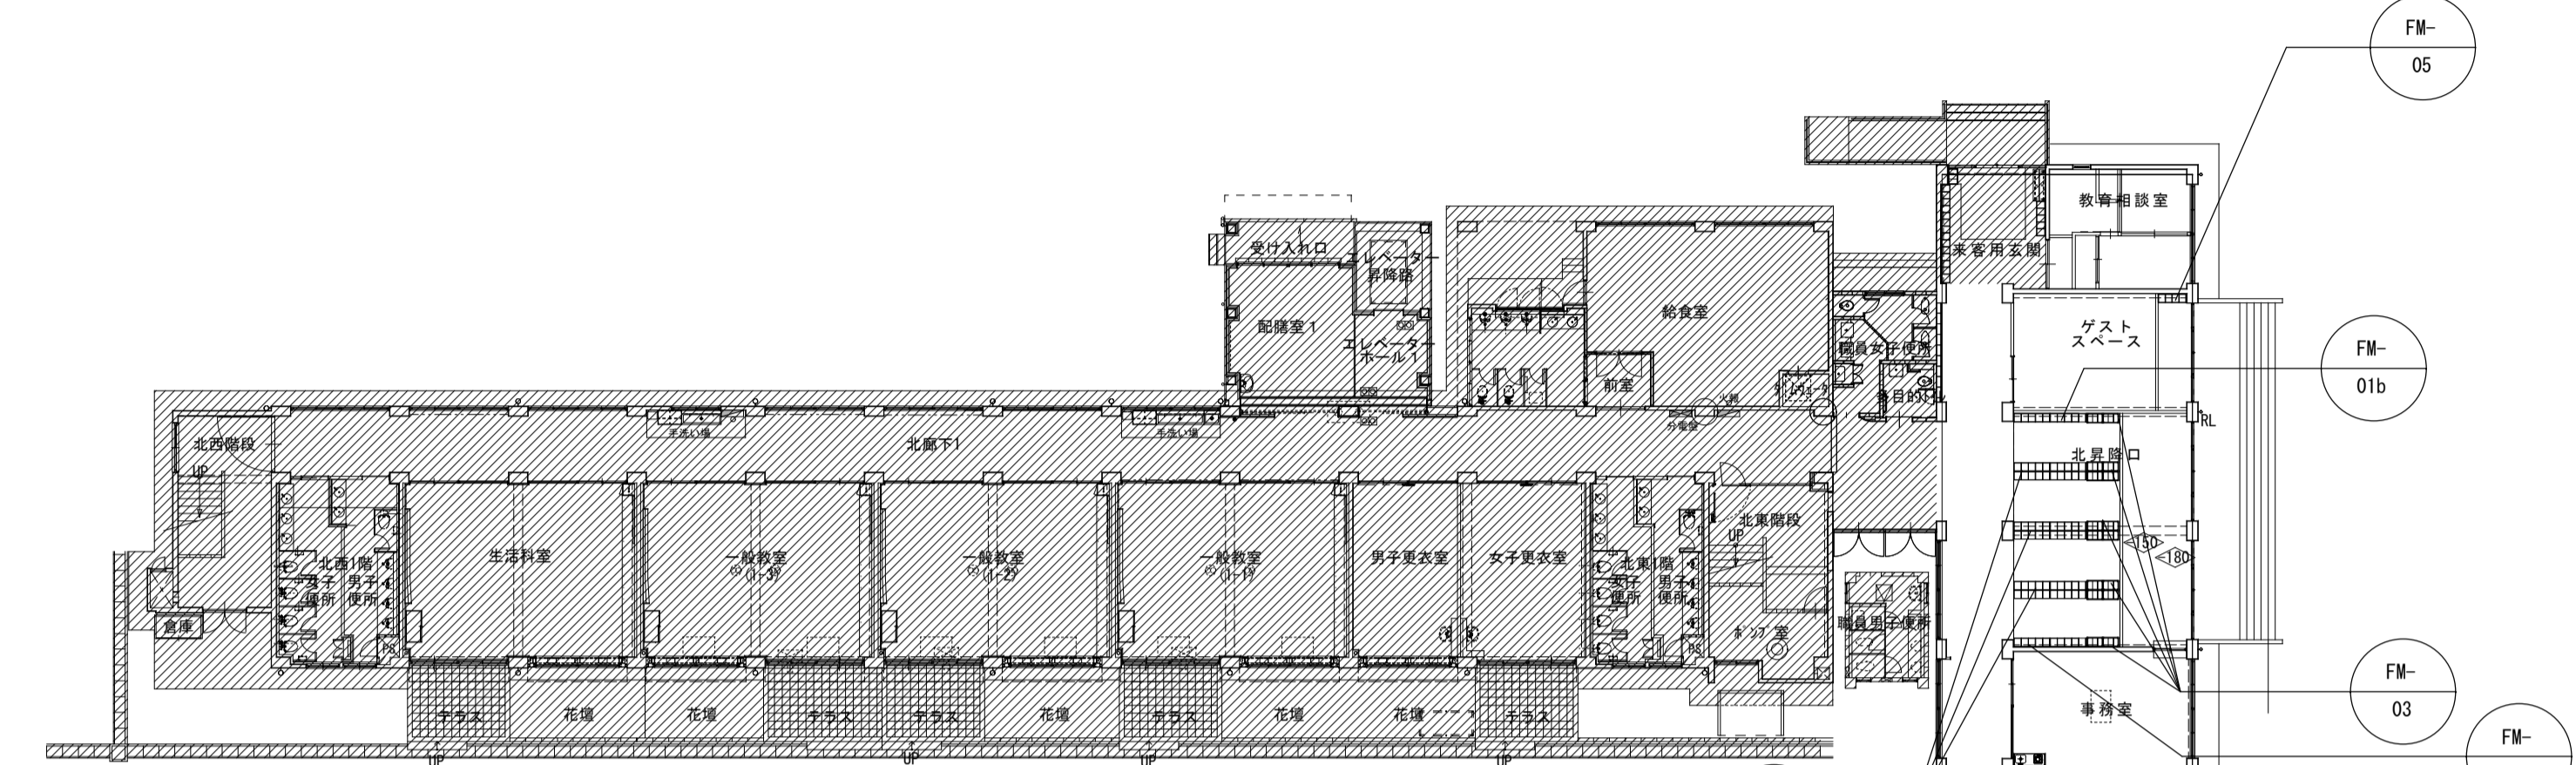 FM-
05
教育相談室
来客用玄関
受け入れ口
エレベーター
昇降路
配膳室1
エレベーター
ホール1
給食室
前室
火報
分電盤
職員女子便所
ゲスト
スペース
FM-
01b
RL
北西階段
UP
手洗い場
北廊下1
手洗い場
北昇降口
150
180
北西1階
女子 男子
便所 便所
PS
倉庫
生活科室
一般教室
(1-3)
一般教室
(1-2)
一般教室
(1-1)
男子更衣室
女子更衣室
北東1階
女子 男子
便所 便所
PS
北東階段
UP
ポンプ室
職員男子便所
FM-
03
事務室
FM-
テラス
花壇
花壇
テラス
テラス
花壇
テラス
花壇
花壇
テラス
UP
UP
UP
UP